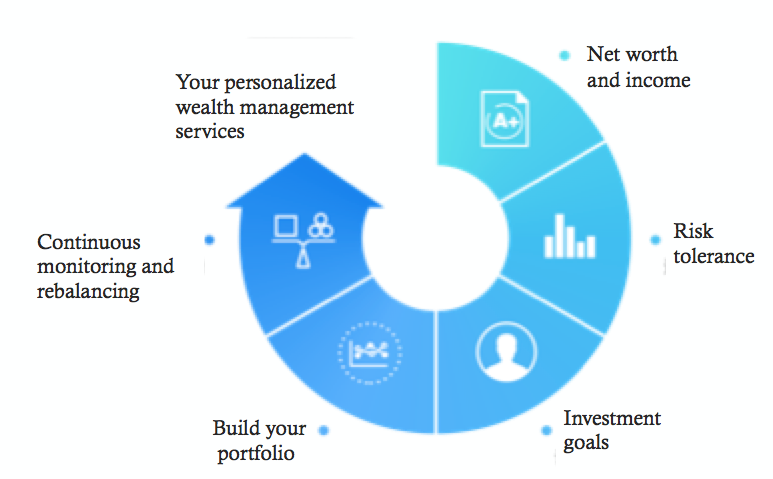 Net worth
and income
Your personalized
wealth management
services
A+
Risk
tolerance
Continuous
monitoring and
rebalancing
Investment
goals
Build your
portfolio